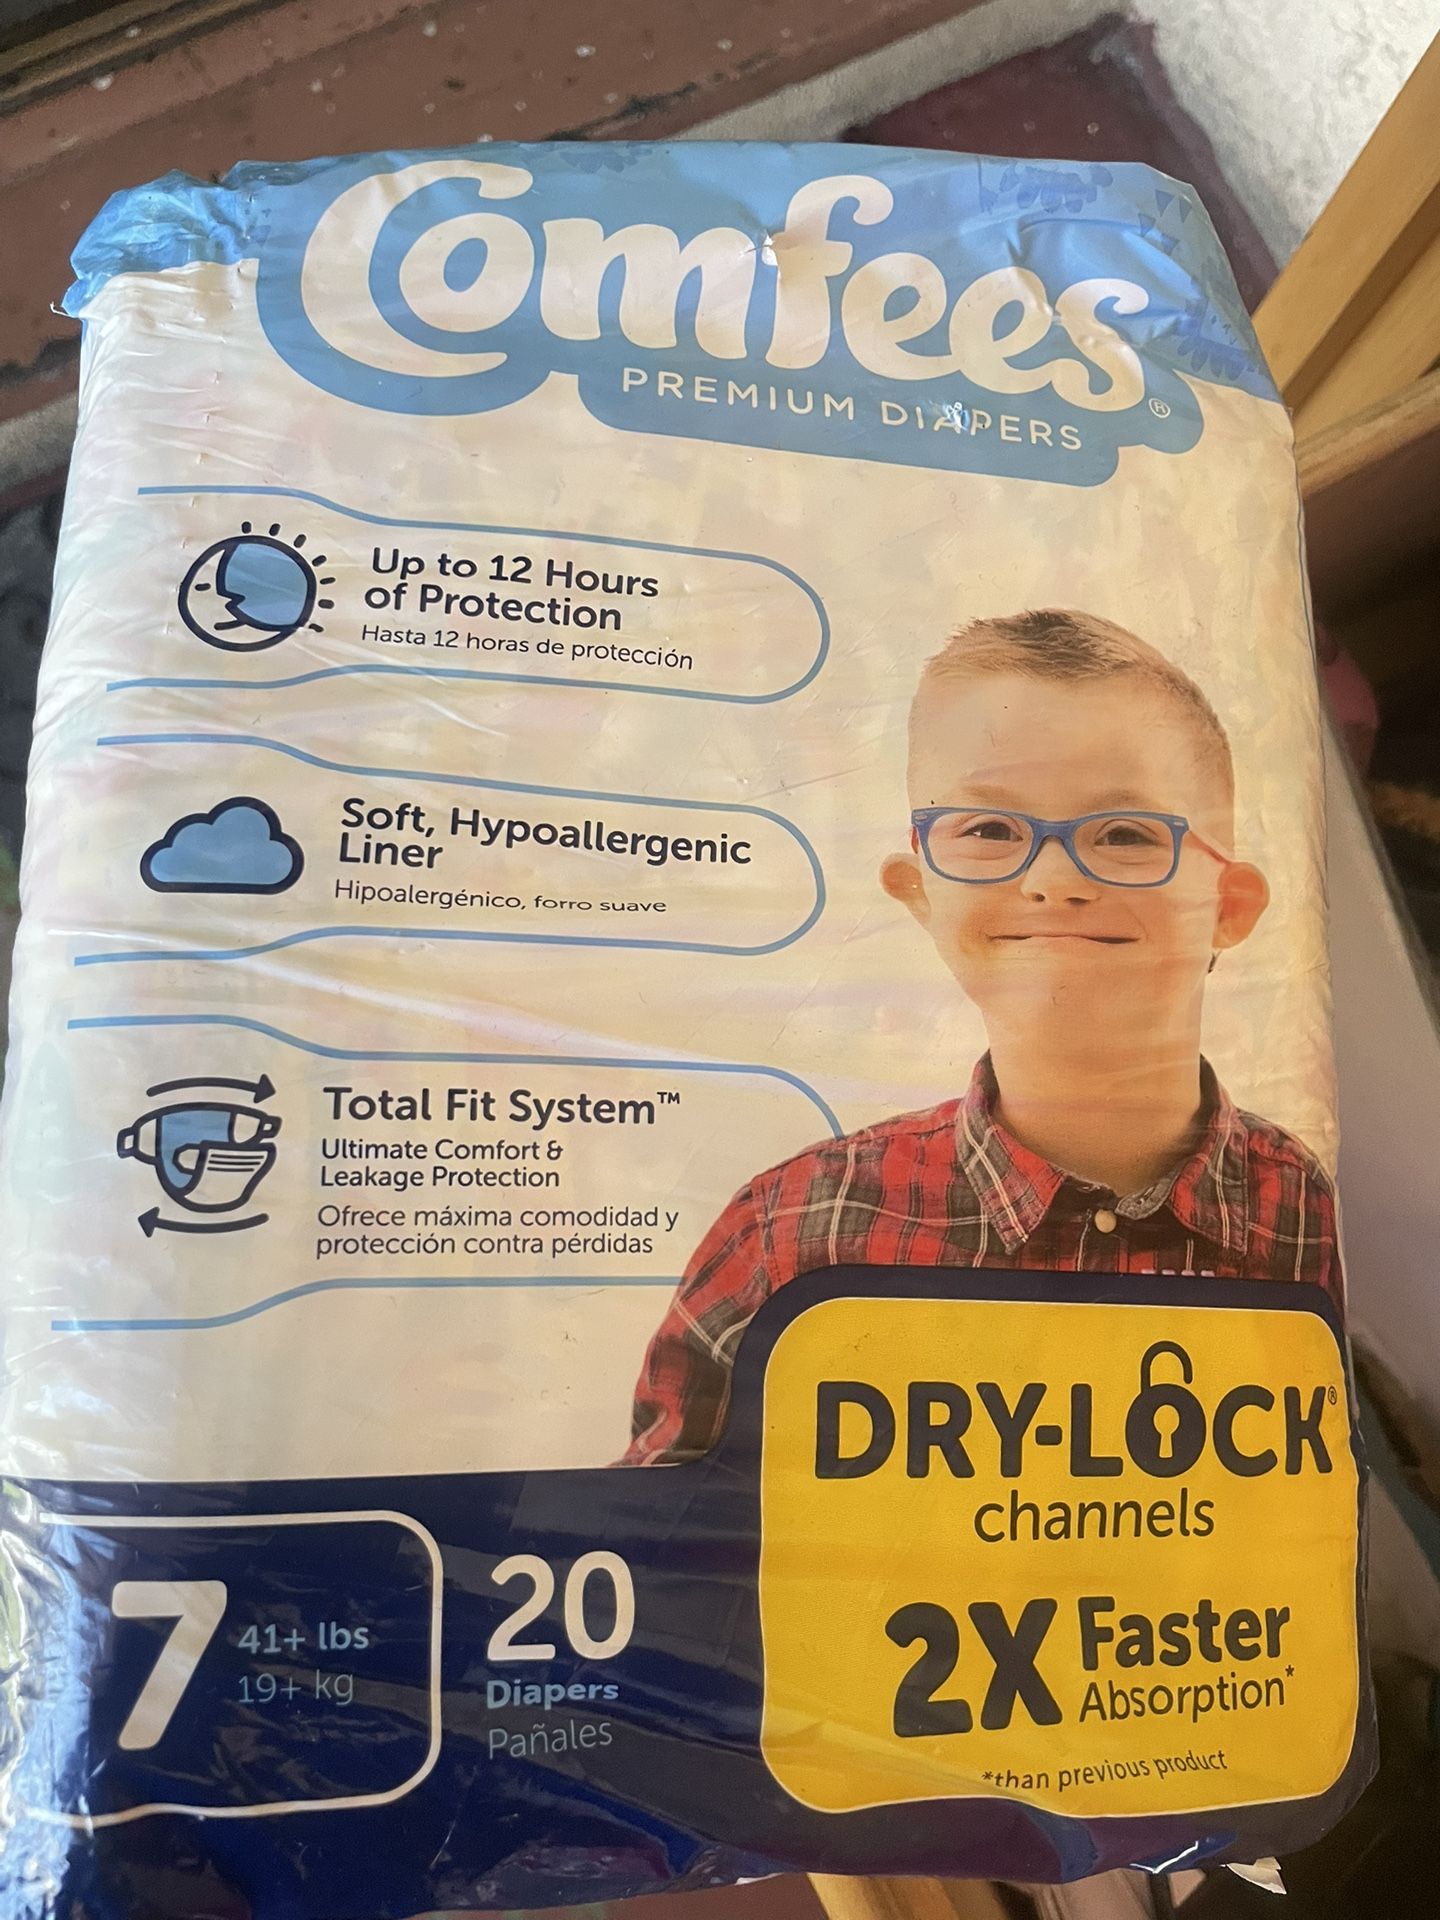 Comfees®
PREMIUM DIAPERS
Up to 12 Hours
of Protection
Hasta 12 horas de protección
Soft, Hypoallergenic
Liner
Hipoalergénico, forro suave
Total Fit System™
Ultimate Comfort &
Leakage Protection
Ofrece máxima comodidad y
protección contra pérdidas
DRY-LOCK®
channels
2X Faster
Absorption*
*than previous product
7
41+ lbs
19+ kg
20
Diapers
Pañales